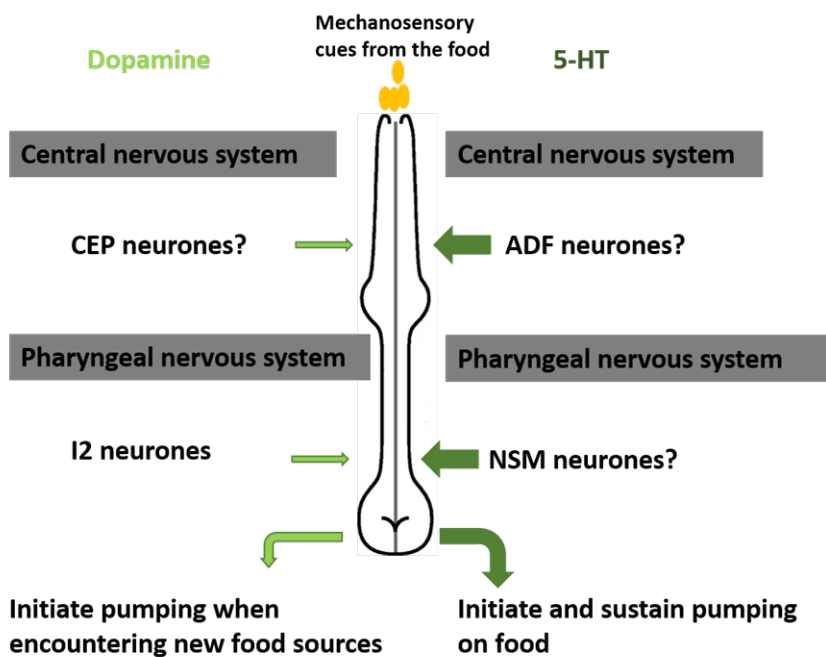 Mechanosensory
cues from the food
Dopamine
5-HT
Central nervous system
Central nervous system
CEP neurones?
ADF neurones?
Pharyngeal nervous system
Pharyngeal nervous system
I2 neurones
NSM neurones?
Initiate pumping when
encountering new food sources
Initiate and sustain pumping
on food